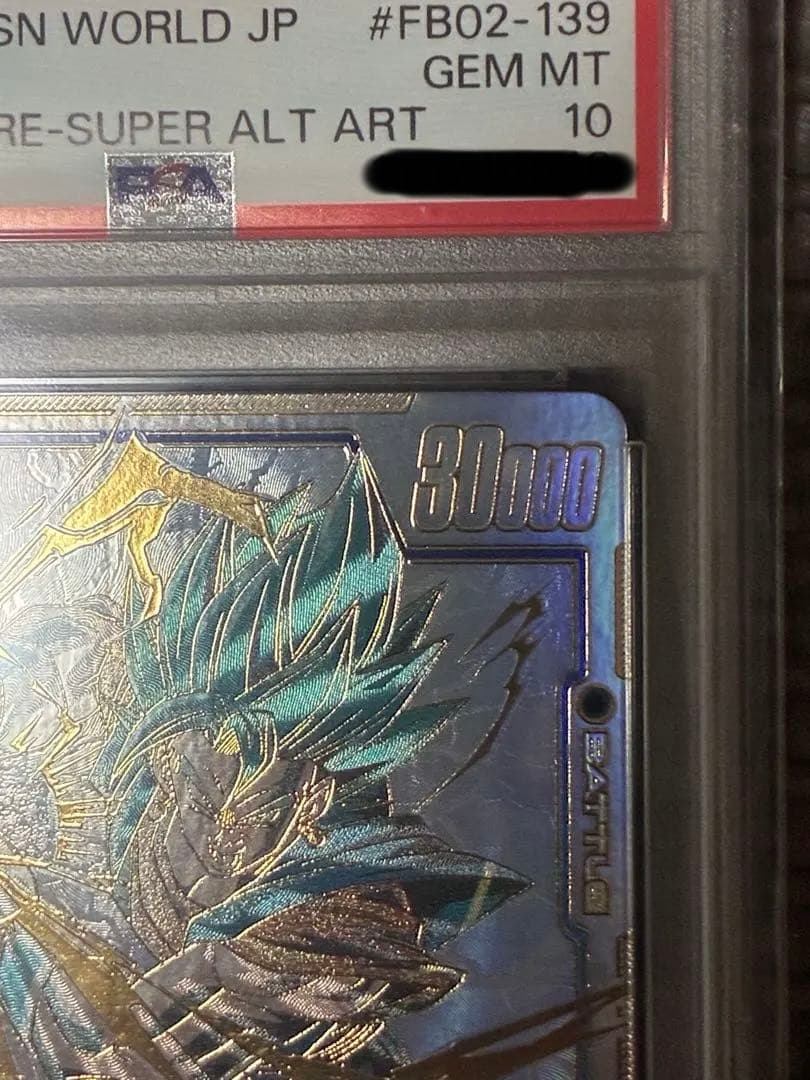 SN WORLD JP #FB02-139
GEM MT
RE-SUPER ALT ART 10
PSA
30000
BATTLE